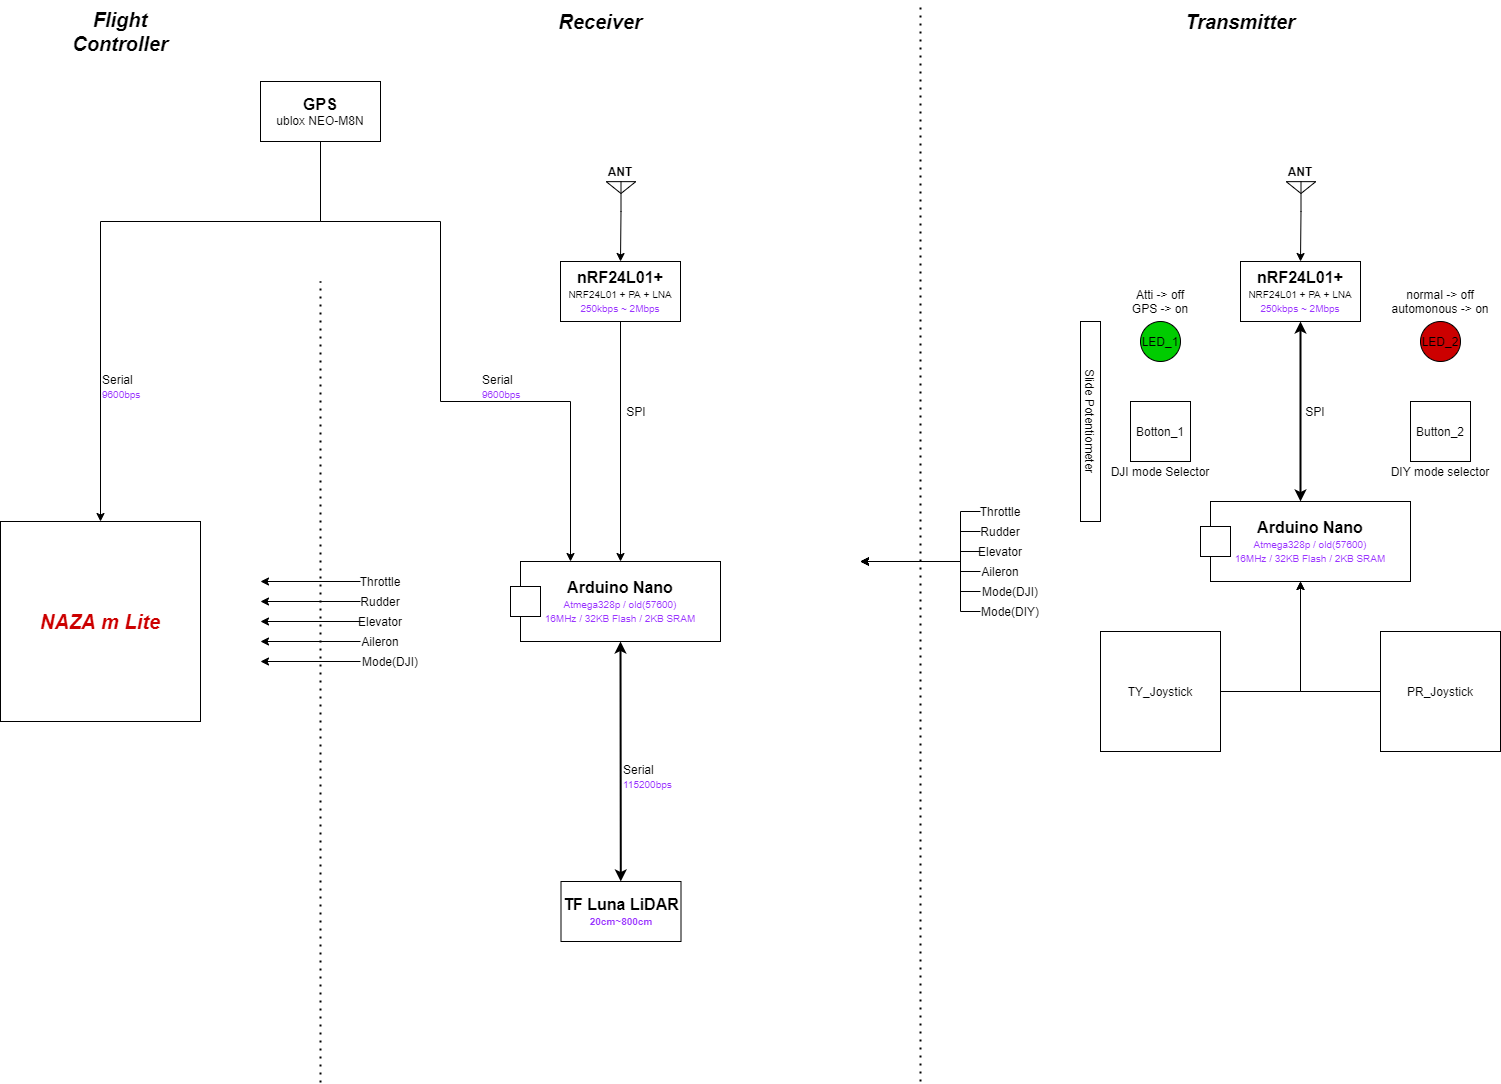 Flight
Controller
Receiver
Transmitter
GPS
ublox NEO-M8N
ANT
nRF24L01+
NRF24L01 + PA + LNA
250kbps ~ 2Mbps
Serial
9600bps
Serial
9600bps
SPI
NAZA m Lite
Throttle
Rudder
Elevator
Aileron
Mode(DJI)
Arduino Nano
Atmega328p / old(57600)
16MHz / 32KB Flash / 2KB SRAM
Serial
115200bps
TF Luna LiDAR
20cm~800cm
Throttle
Rudder
Elevator
Aileron
Mode(DJI)
Mode(DIY)
ANT
nRF24L01+
NRF24L01 + PA + LNA
250kbps ~ 2Mbps
Atti -> off
GPS -> on
LED_1
normal -> off
automonous -> on
LED_2
Slide Potentiometer
Botton_1
DJI mode Selector
SPI
Button_2
DIY mode selector
Arduino Nano
Atmega328p / old(57600)
16MHz / 32KB Flash / 2KB SRAM
TY_Joystick
PR_Joystick